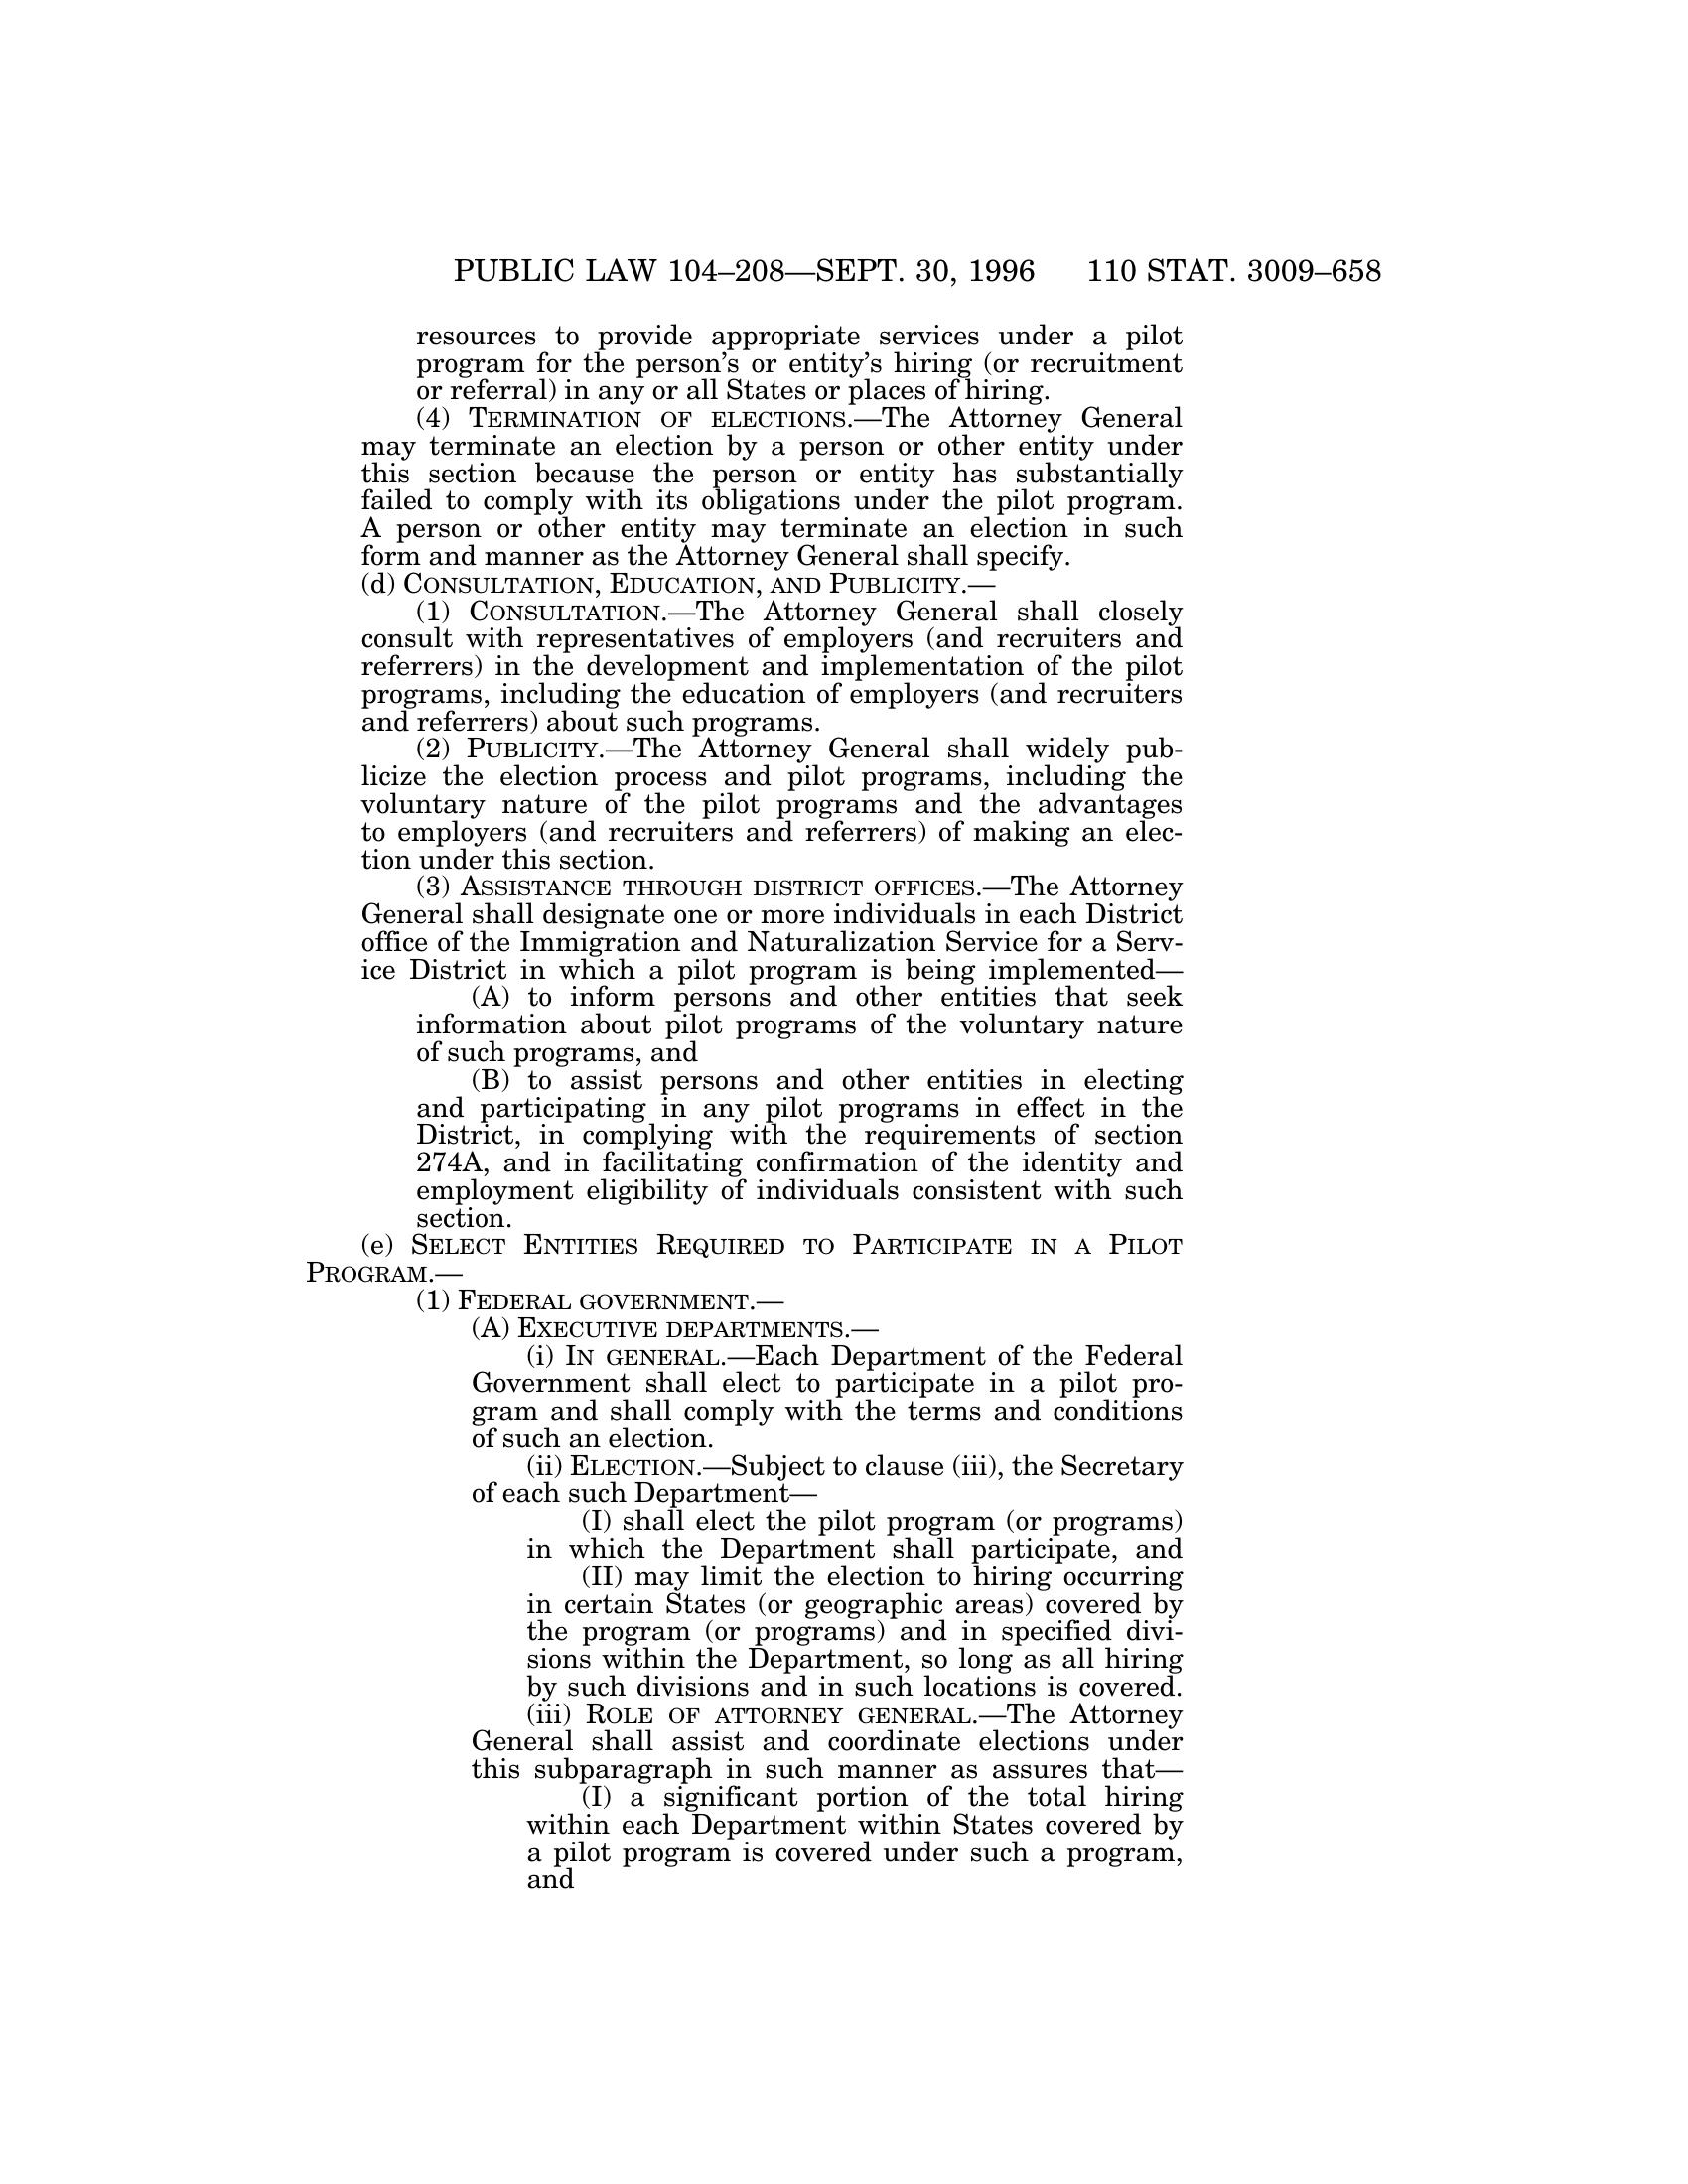 PUBLIC LAW 104–208—SEPT. 30, 1996 110 STAT. 3009–658
resources to provide appropriate services under a pilot
program for the person's or entity's hiring (or recruitment
or referral) in any or all States or places of hiring.
(4) TERMINATION OF ELECTIONS.—The Attorney General
may terminate an election by a person or other entity under
this section because the person or entity has substantially
failed to comply with its obligations under the pilot program.
A person or other entity may terminate an election in such
form and manner as the Attorney General shall specify.
(d) CONSULTATION, EDUCATION, AND PUBLICITY.—
(1) CONSULTATION.—The Attorney General shall closely
consult with representatives of employers (and recruiters and
referrers) in the development and implementation of the pilot
programs, including the education of employers (and recruiters
and referrers) about such programs.
(2) PUBLICITY.—The Attorney General shall widely pub-
licize the election process and pilot programs, including the
voluntary nature of the pilot programs and the advantages
to employers (and recruiters and referrers) of making an elec-
tion under this section.
(3) ASSISTANCE THROUGH DISTRICT OFFICES.—The Attorney
General shall designate one or more individuals in each District
office of the Immigration and Naturalization Service for a Serv-
ice District in which a pilot program is being implemented—
(A) to inform persons and other entities that seek
information about pilot programs of the voluntary nature
of such programs, and
(B) to assist persons and other entities in electing
and participating in any pilot programs in effect in the
District, in complying with the requirements of section
274A, and in facilitating confirmation of the identity and
employment eligibility of individuals consistent with such
section.
(e) SELECT ENTITIES REQUIRED TO PARTICIPATE IN A PILOT
PROGRAM.—
(1) FEDERAL GOVERNMENT.—
(A) EXECUTIVE DEPARTMENTS.—
(i) IN GENERAL.—Each Department of the Federal
Government shall elect to participate in a pilot pro-
gram and shall comply with the terms and conditions
of such an election.
(ii) ELECTION.—Subject to clause (iii), the Secretary
of each such Department—
(I) shall elect the pilot program (or programs)
in which the Department shall participate, and
(II) may limit the election to hiring occurring
in certain States (or geographic areas) covered by
the program (or programs) and in specified divi-
sions within the Department, so long as all hiring
by such divisions and in such locations is covered.
(iii) ROLE OF ATTORNEY GENERAL.—The Attorney
General shall assist and coordinate elections under
this subparagraph in such manner as assures that—
(I) a significant portion of the total hiring
within each Department within States covered by
a pilot program is covered under such a program,
and